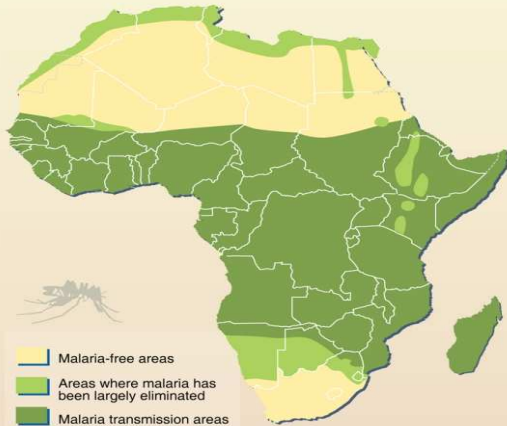 Malaria-free areas
Areas where malaria has
been largely eliminated
Malaria transmission areas